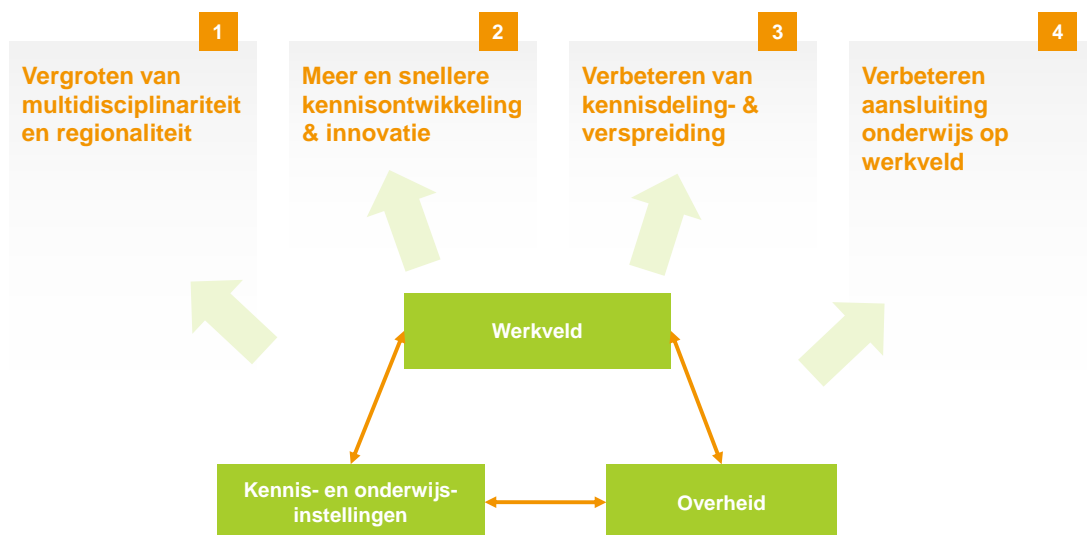 1
Vergroten van
multidisciplinariteit
en regionaliteit
2
Meer en snellere
kennisontwikkeling
& innovatie
3
Verbeteren van
kennisdeling- &
verspreiding
4
Verbeteren
aansluiting
onderwijs op
werkveld
Werkveld
Kennis- en onderwijs-
instellingen
Overheid